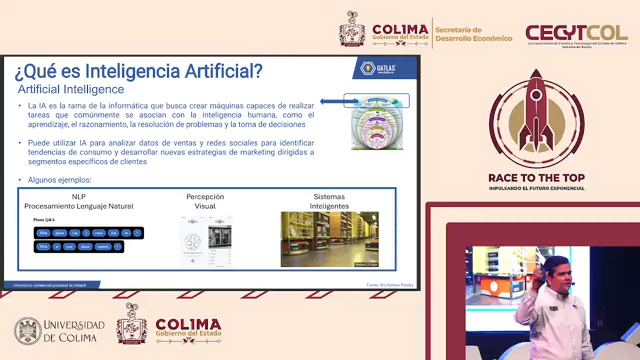 COLIMA
Gobierno del Estado
Secretaría de
Desarrollo Económico
CECYTCOL
¿Qué es Inteligencia Artificial?
Artificial Intelligence
DATLAS
• La IA es la rama de la informática que busca crear máquinas capaces de realizar
tareas que comúnmente se asocian con la inteligencia humana, como el
aprendizaje, el razonamiento, la resolución de problemas y la toma de decisiones
• Puede utilizar IA para analizar datos de ventas y redes sociales para identificar
tendencias de consumo y desarrollar nuevas estrategias de marketing dirigidas a
segmentos específicos de clientes
• Algunos ejemplos:
NLP
Procesamiento Lenguaje Natural
Percepción
Visual
Sistemas
Inteligentes
RACE TO THE TOP
IMPULSANDO EL FUTURO EXPONENCIAL
UNIVERSIDAD
DE COLIMA
COLIMA
Gobierno del Estado